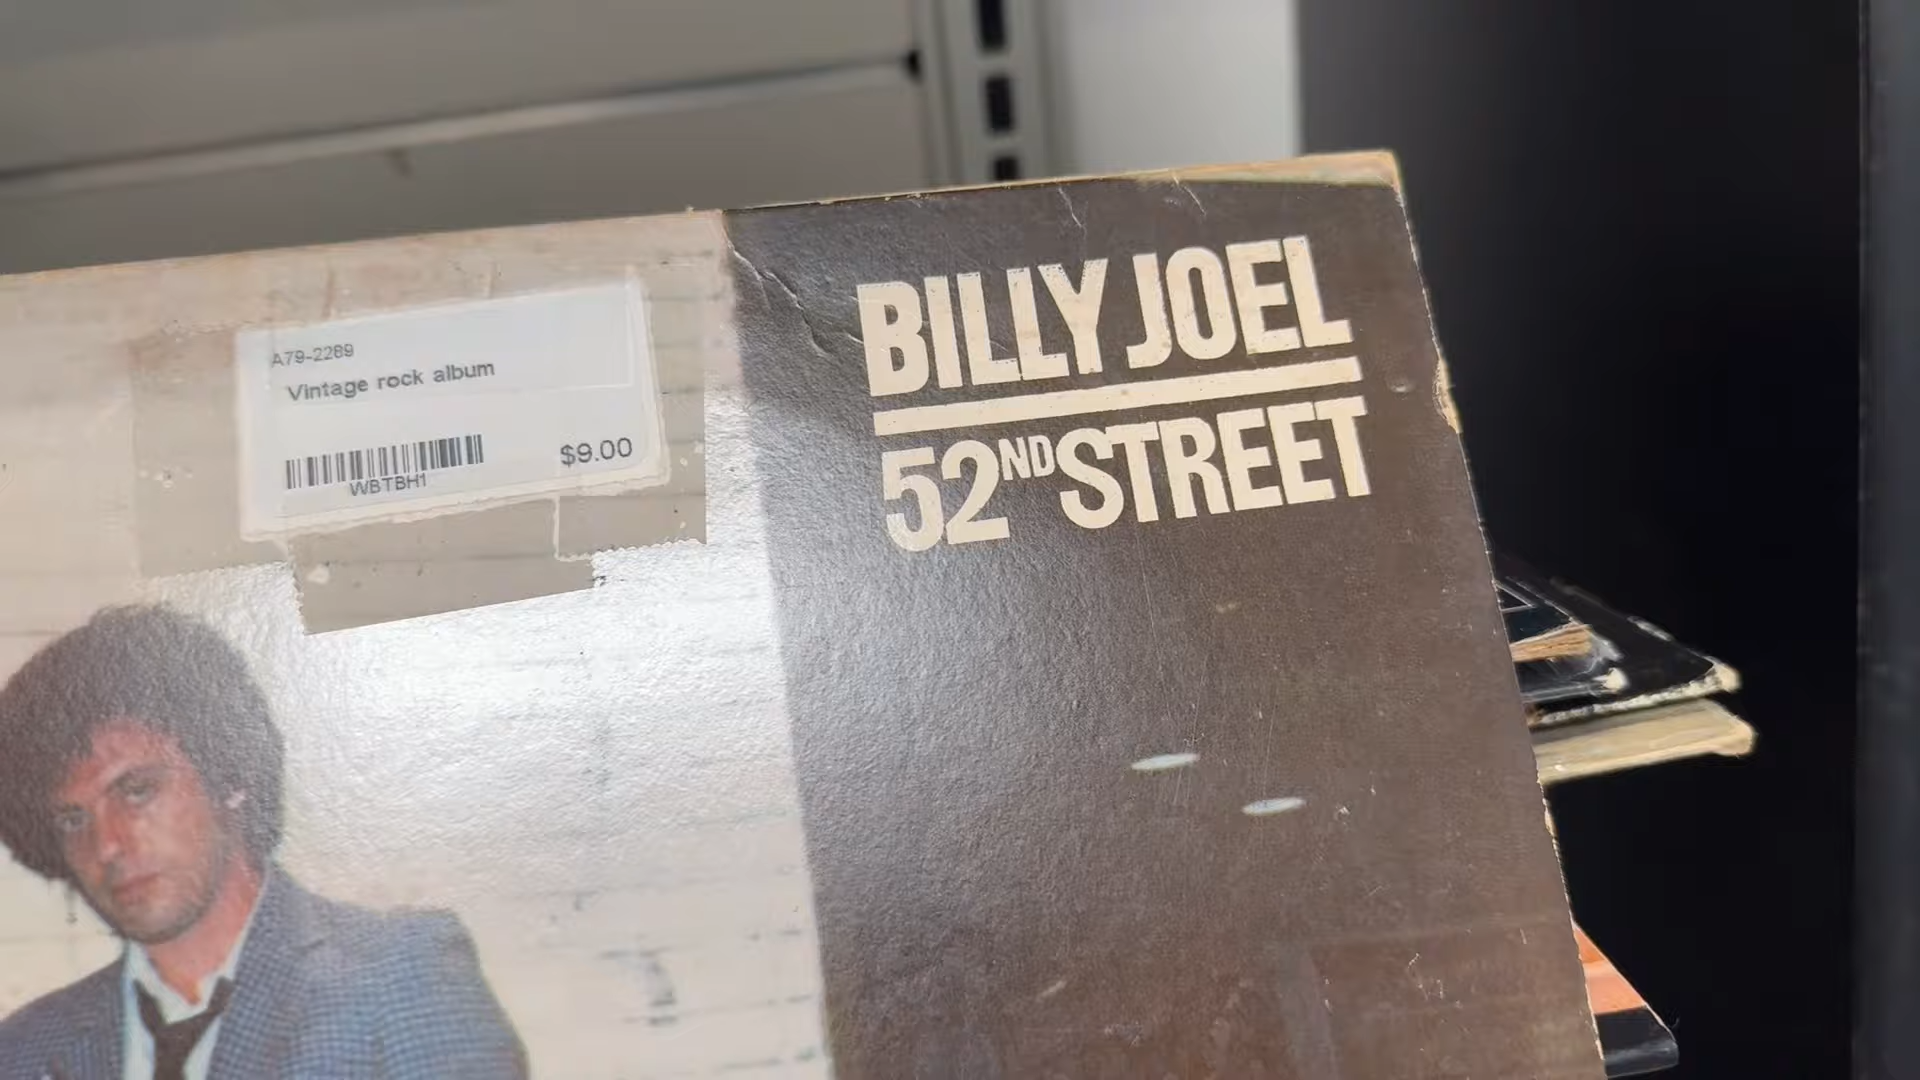 A79-2289
Vintage rock album
$9.00
WBTBH1
BILLY JOEL
52ND STREET